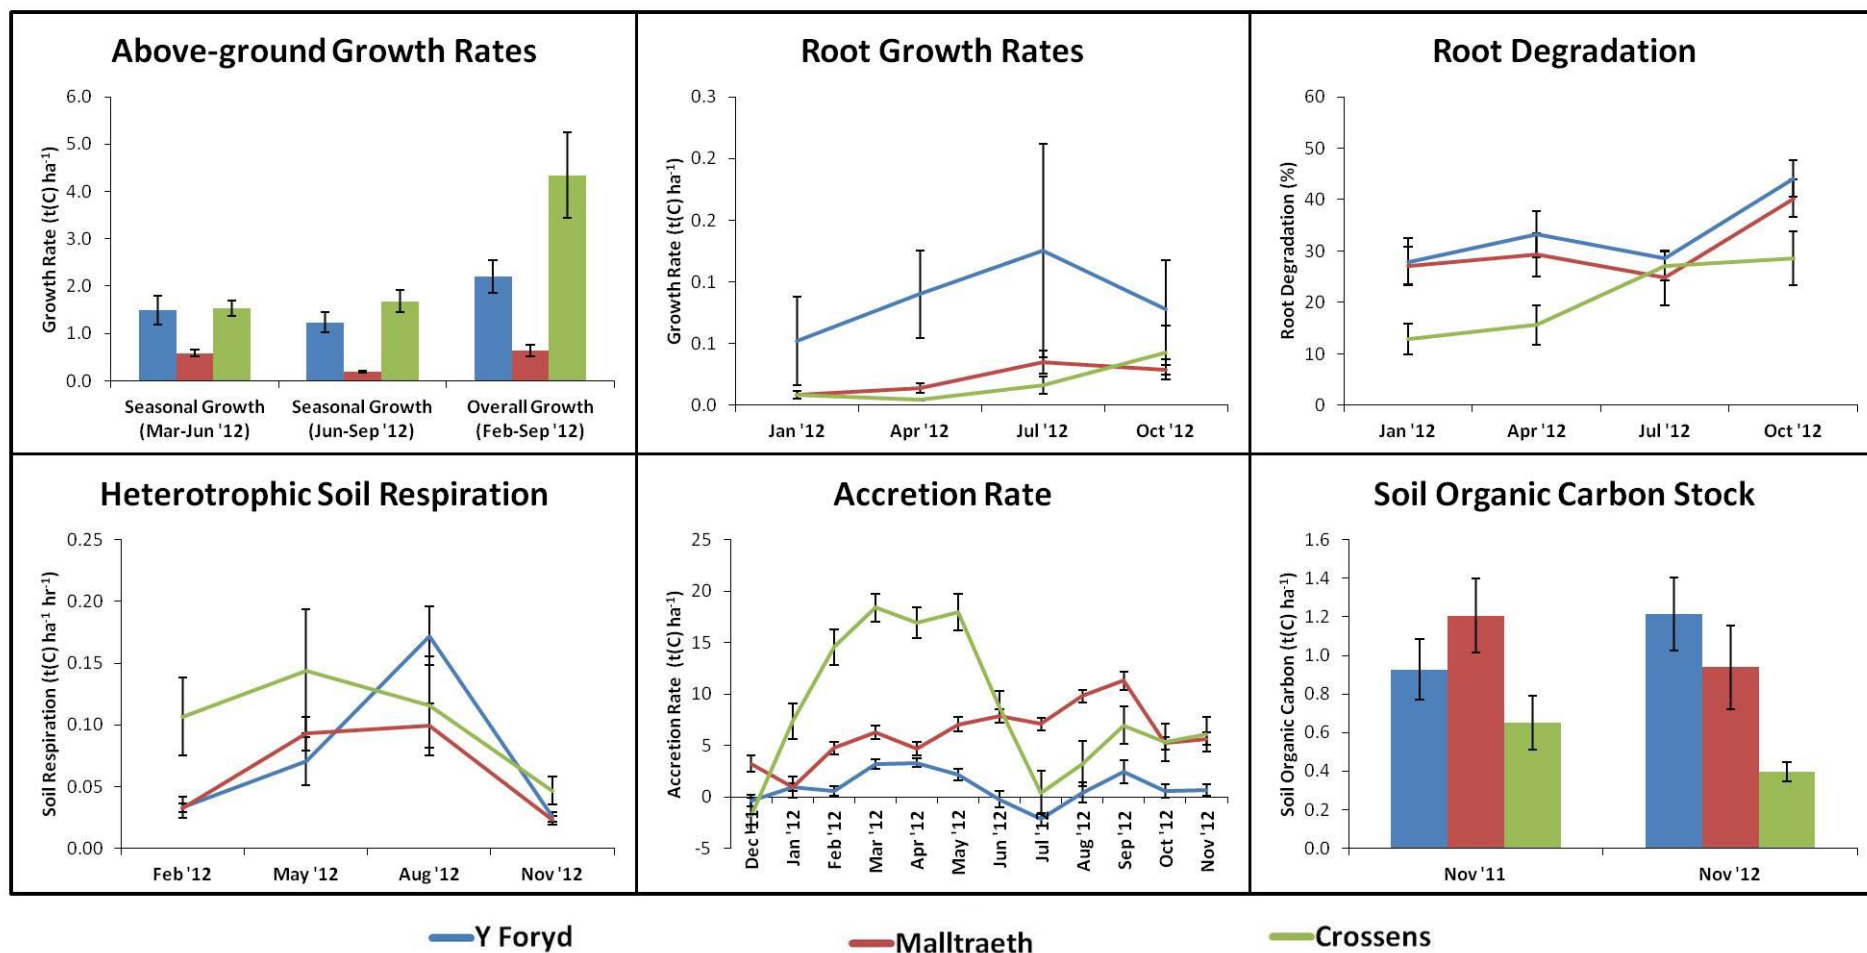 Above-ground Growth Rates
Growth Rate (t(C) ha⁻¹)
6.0
5.0
4.0
3.0
2.0
1.0
0.0
Seasonal Growth
(Mar-Jun '12)
Seasonal Growth
(Jun-Sep '12)
Overall Growth
(Feb-Sep '12)
Root Growth Rates
Growth Rate (t(C) ha⁻¹)
0.3
0.2
0.2
0.1
0.1
0.0
Jan '12
Apr '12
Jul '12
Oct '12
Root Degradation
Root Degradation (%)
60
50
40
30
20
10
0
Jan '12
Apr '12
Jul '12
Oct '12
Heterotrophic Soil Respiration
Soil Respiration (t(C) ha⁻¹ hr⁻¹)
0.25
0.20
0.15
0.10
0.05
0.00
Feb '12
May '12
Aug '12
Nov '12
Accretion Rate
Accretion Rate (t(C) ha⁻¹)
25
20
15
10
5
0
-5
Dec '11
Jan '12
Feb '12
Mar '12
Apr '12
May '12
Jun '12
Jul '12
Aug '12
Sep '12
Oct '12
Nov '12
Soil Organic Carbon Stock
Soil Organic Carbon (t(C) ha⁻¹)
1.6
1.4
1.2
1.0
0.8
0.6
0.4
0.2
0.0
Nov '11
Nov '12
Y Foryd
Malltraeth
Crossens